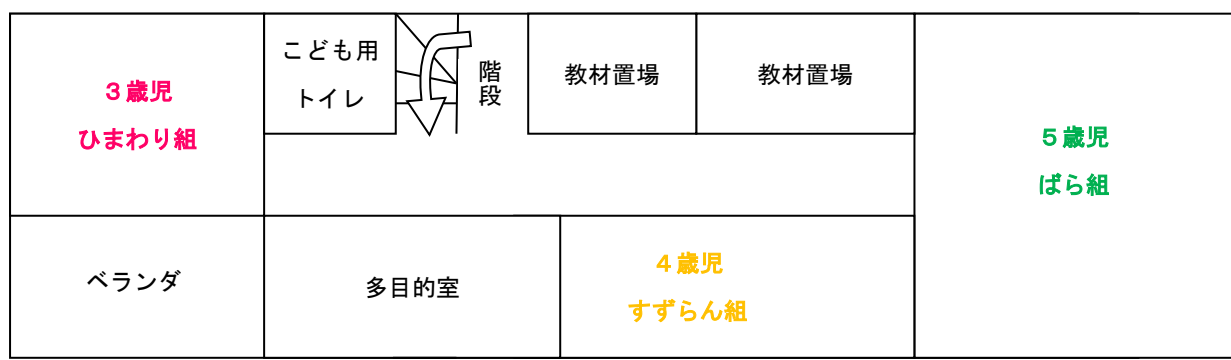 ３歳児
ひまわり組
こども用
トイレ
階段
教材置場
教材置場
５歳児
ばら組
ベランダ
多目的室
４歳児
すずらん組